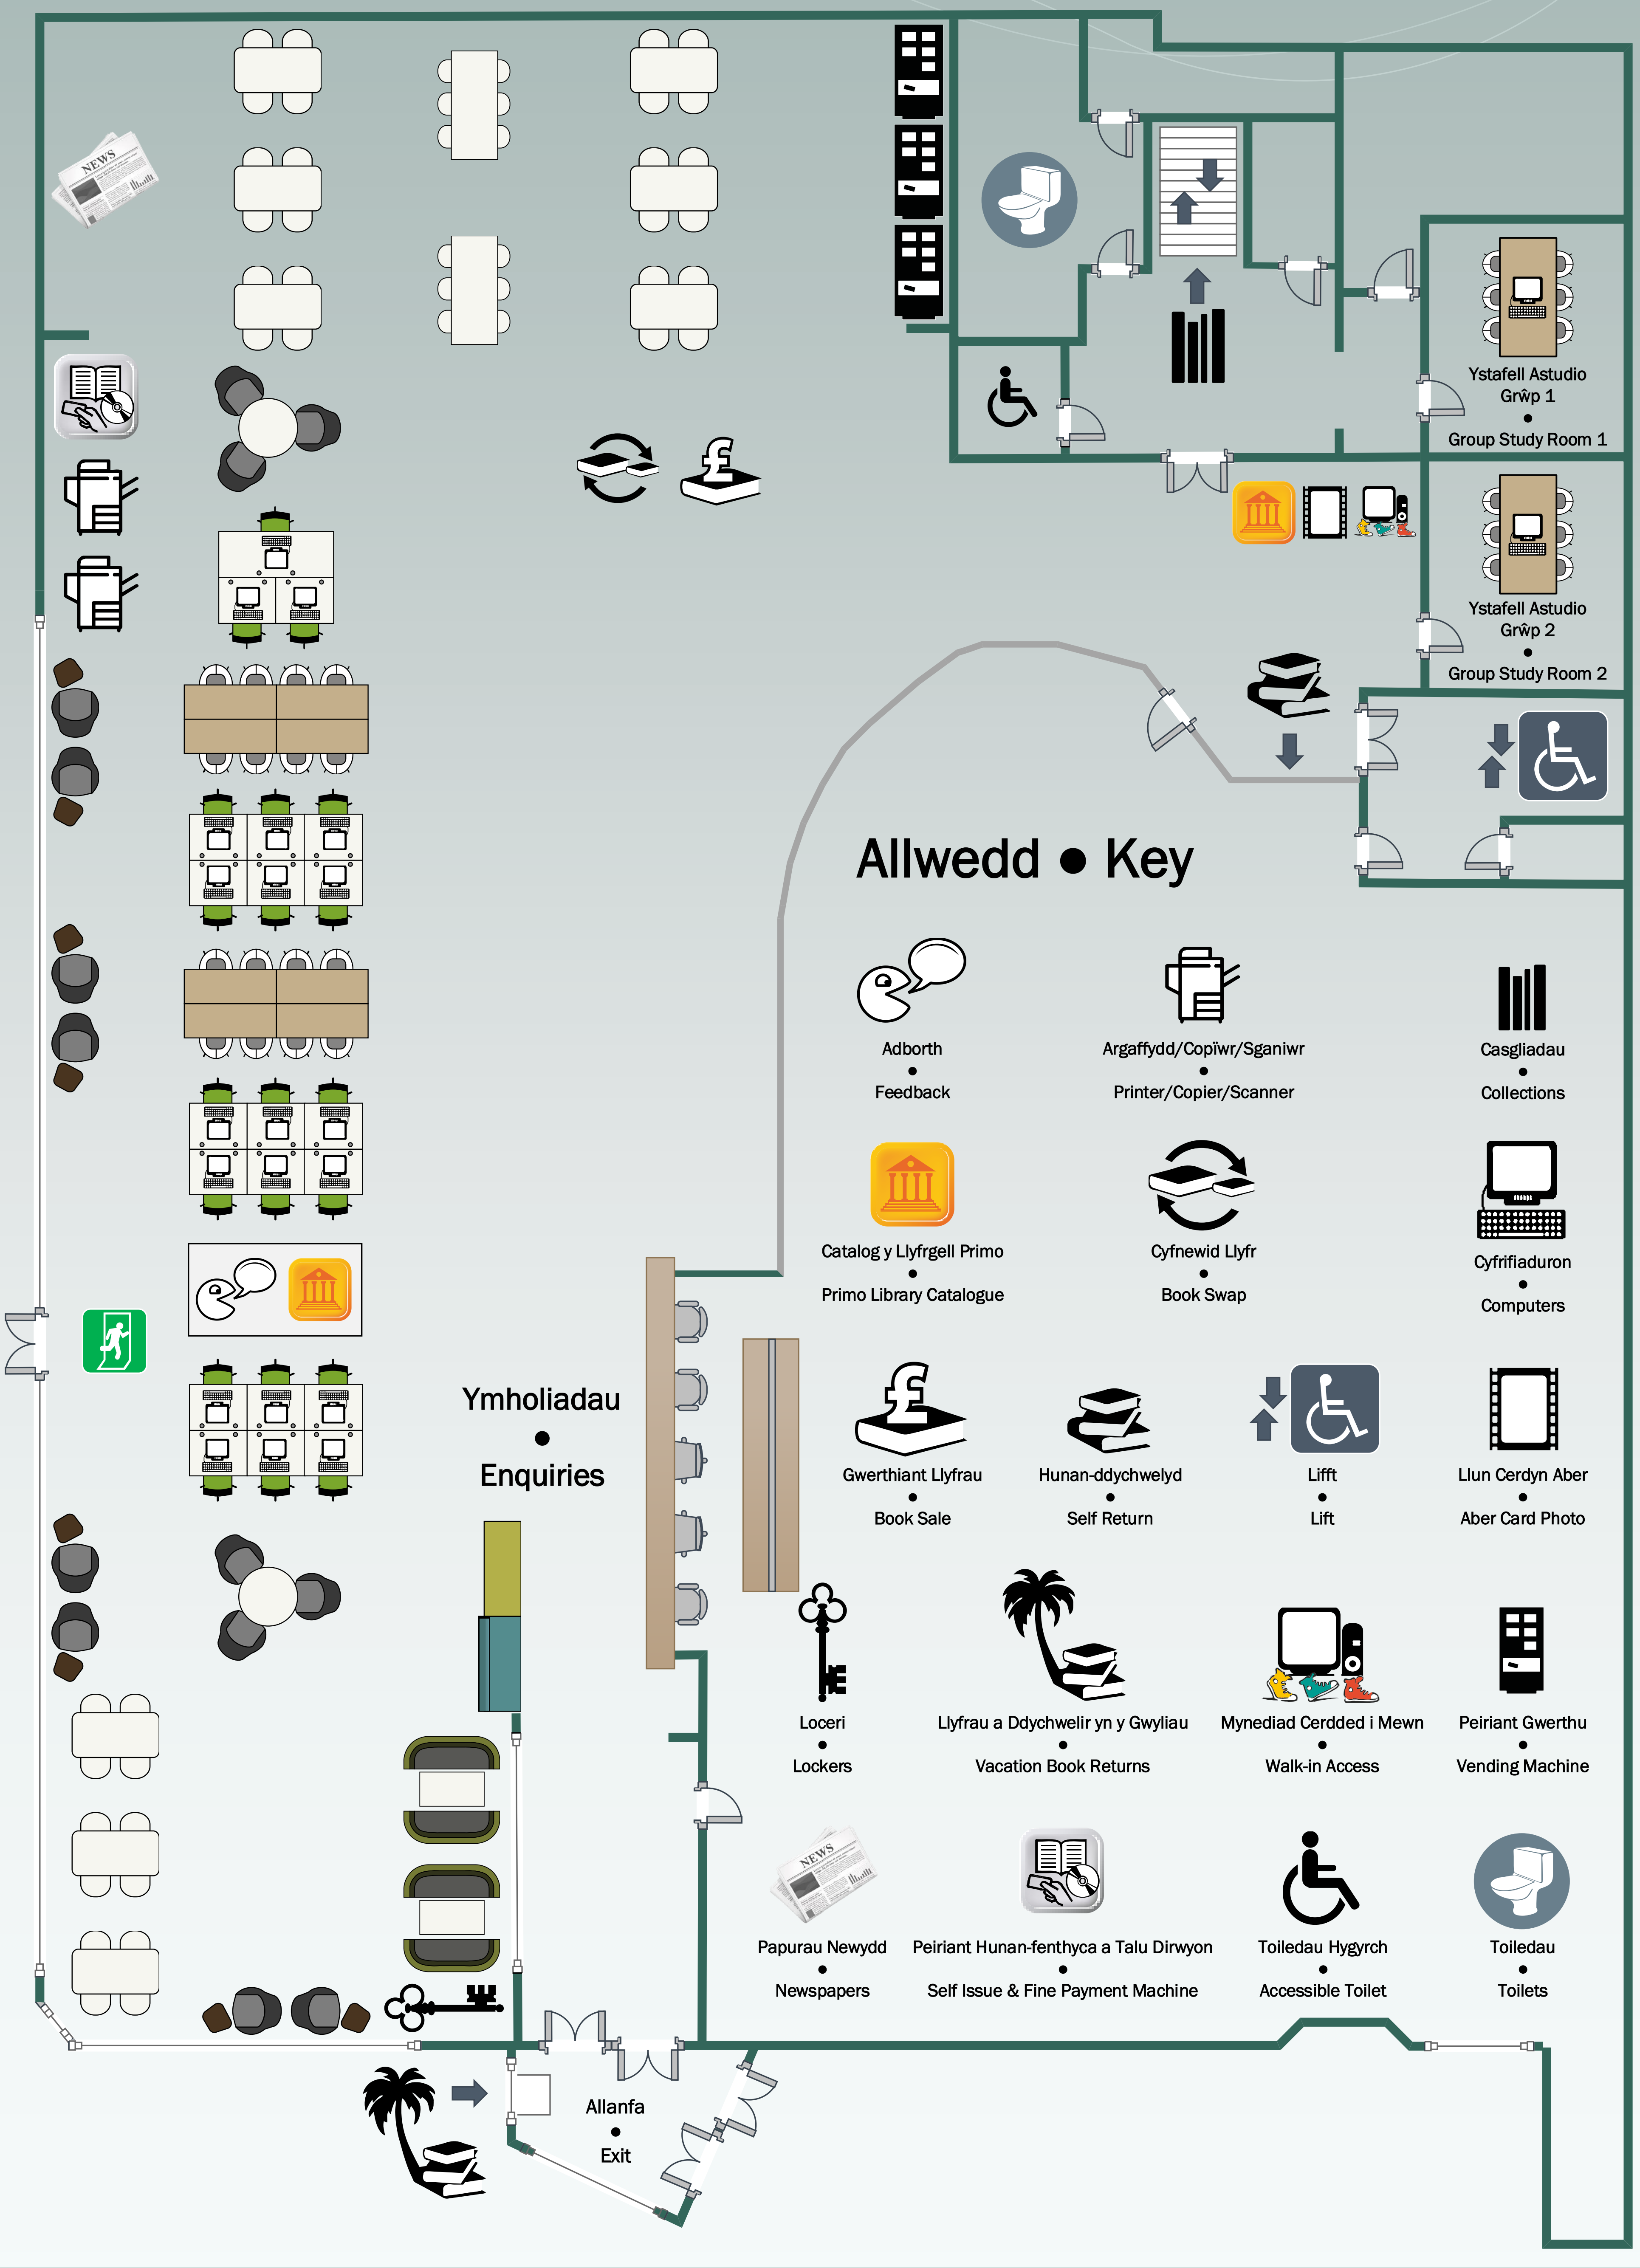 NEWS
Ystafell Astudio
Grŵp 1
•
Group Study Room 1
£
Ystafell Astudio
Grŵp 2
•
Group Study Room 2
Allwedd • Key
Adborth
•
Feedback
Argaffydd/Copïwr/Sganiwr
•
Printer/Copier/Scanner
Casgliadau
•
Collections
Catalog y Llyfrgell Primo
•
Primo Library Catalogue
Cyfnewid Llyfr
•
Book Swap
Cyfrifiaduron
•
Computers
Ymholiadau
•
Enquiries
£
Gwerthiant Llyfrau
•
Book Sale
Hunan-ddychwelyd
•
Self Return
Lifft
•
Lift
Llun Cerdyn Aber
•
Aber Card Photo
Loceri
•
Lockers
Llyfrau a Ddychwelir yn y Gwyliau
•
Vacation Book Returns
Mynediad Cerdded i Mewn
•
Walk-in Access
Peiriant Gwerthu
•
Vending Machine
NEWS
Papurau Newydd
•
Newspapers
Peiriant Hunan-fenthyca a Talu Dirwyon
•
Self Issue & Fine Payment Machine
Toiledau Hygyrch
•
Accessible Toilet
Toiledau
•
Toilets
Allanfa
•
Exit